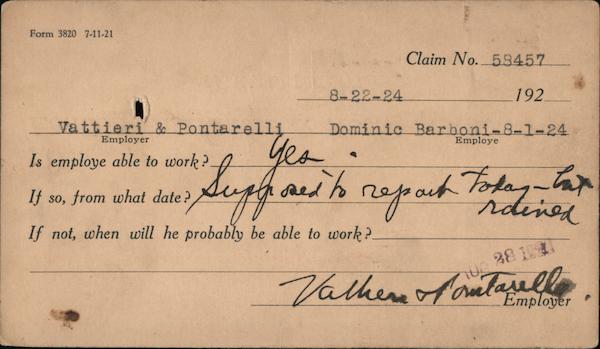 Form 3820 7-11-21
Claim No. 58457
8-22-24 192
Vattieri & Pontarelli Dominic Barboni-8-1-24
Employer Employe
Is employe able to work? Yes.
If so, from what date? Supposed to report today - but
rained
If not, when will he probably be able to work?
28
Vattieri & Pontarelli
Employer